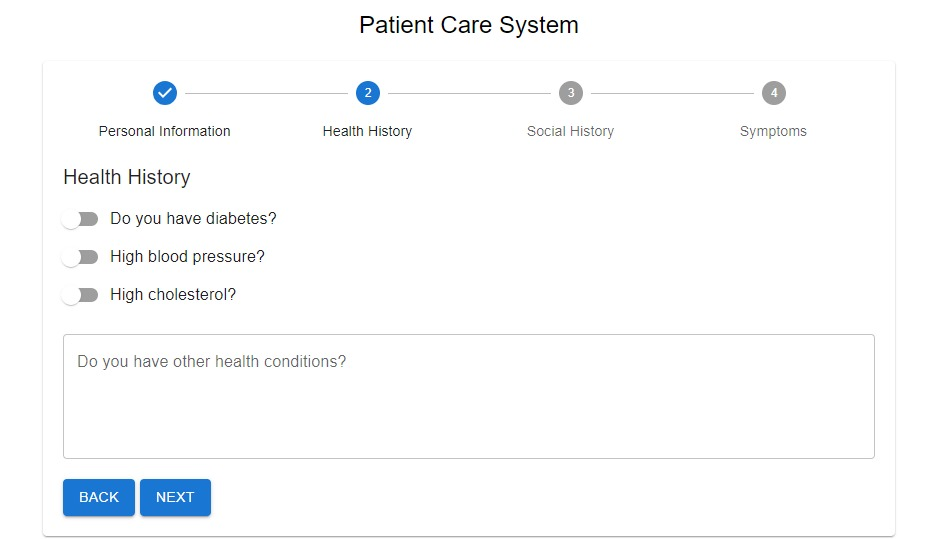 Patient Care System
2 3 4
Personal Information Health History Social History Symptoms
Health History
Do you have diabetes?
High blood pressure?
High cholesterol?
Do you have other health conditions?
BACK NEXT